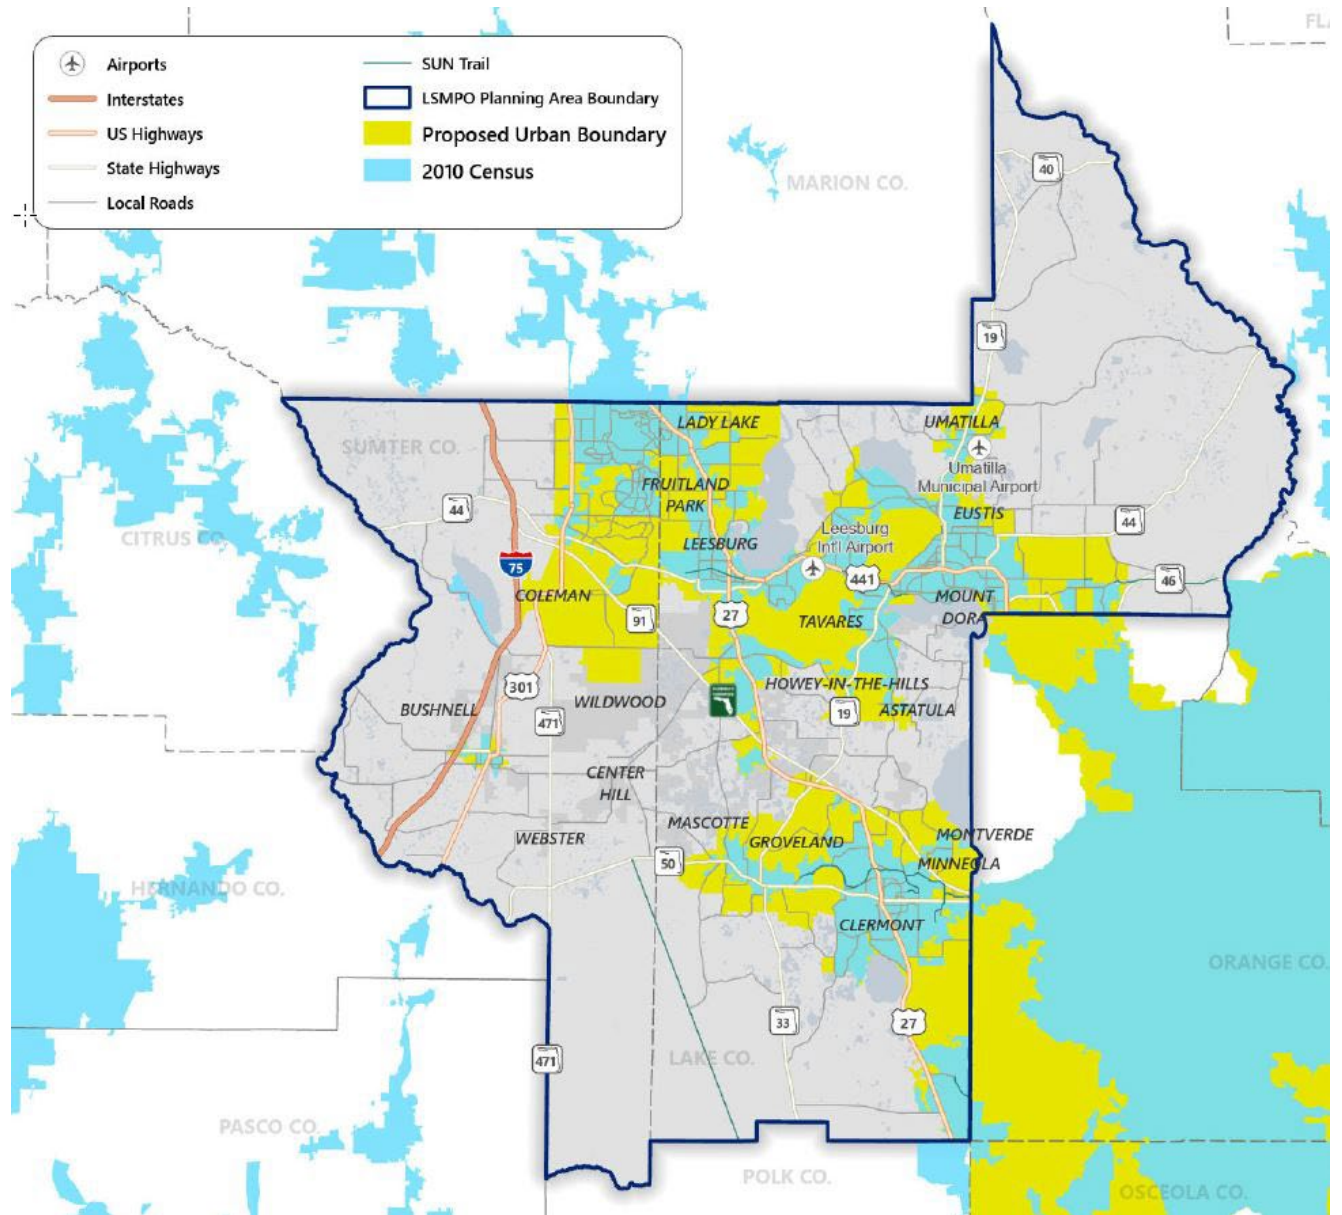 Airports
Interstates
US Highways
State Highways
Local Roads
SUN Trail
LSMPO Planning Area Boundary
Proposed Urban Boundary
2010 Census
MARION CO.
40
19
LADY LAKE
UMATILLA
SUMTER CO.
Umatilla
Municipal Airport
FRUITLAND
PARK
44
EUSTIS
44
CITRUS CO.
Leesburg
Int'l Airport
LEESBURG
75
441
46
COLEMAN
MOUNT
DORA
91
27
TAVARES
301
HOWEY-IN-THE-HILLS
BUSHNELL
WILDWOOD
471
19
ASTATULA
CENTER
HILL
MASCOTTE
WEBSTER
GROVELAND
MONTVERDE
50
MINNEOLA
HERNANDO CO.
CLERMONT
ORANGE CO.
33
27
471
LAKE CO.
PASCO CO.
POLK CO.
OSCEOLA CO.